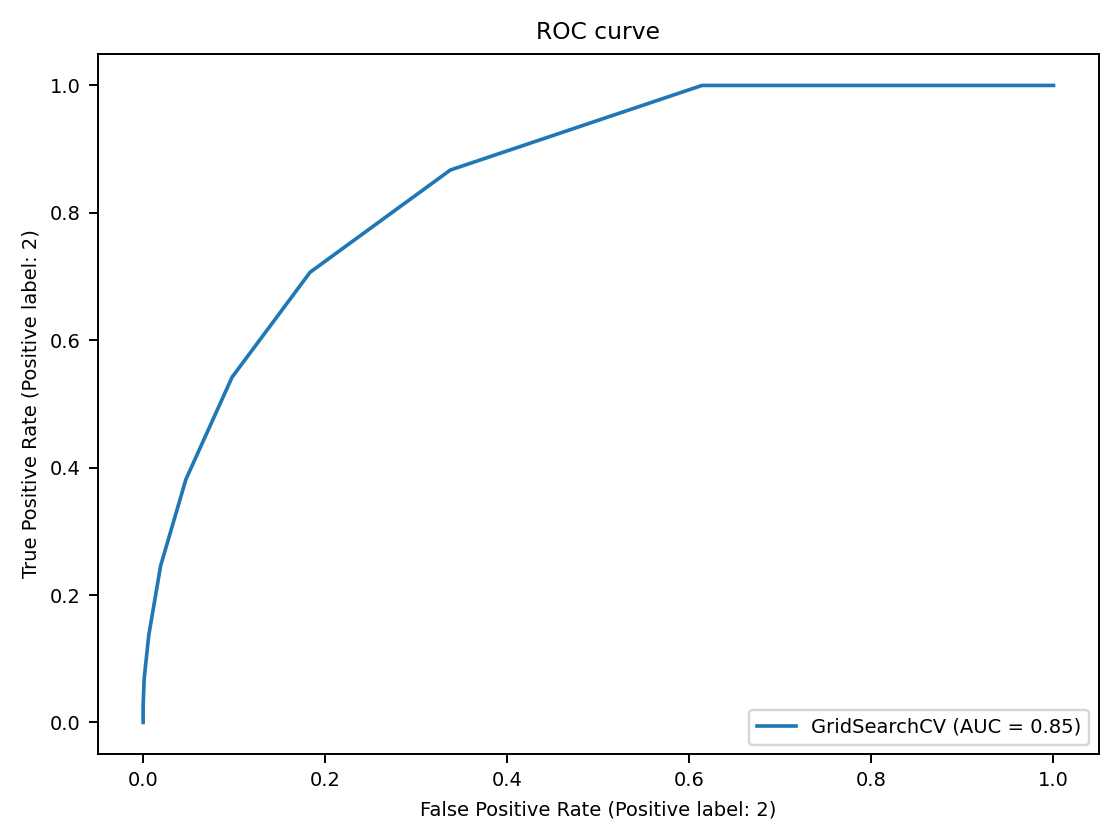 ROC curve
True Positive Rate (Positive label: 2)
1.0
0.8
0.6
0.4
0.2
0.0
GridSearchCV (AUC = 0.85)
0.0 0.2 0.4 0.6 0.8 1.0
False Positive Rate (Positive label: 2)